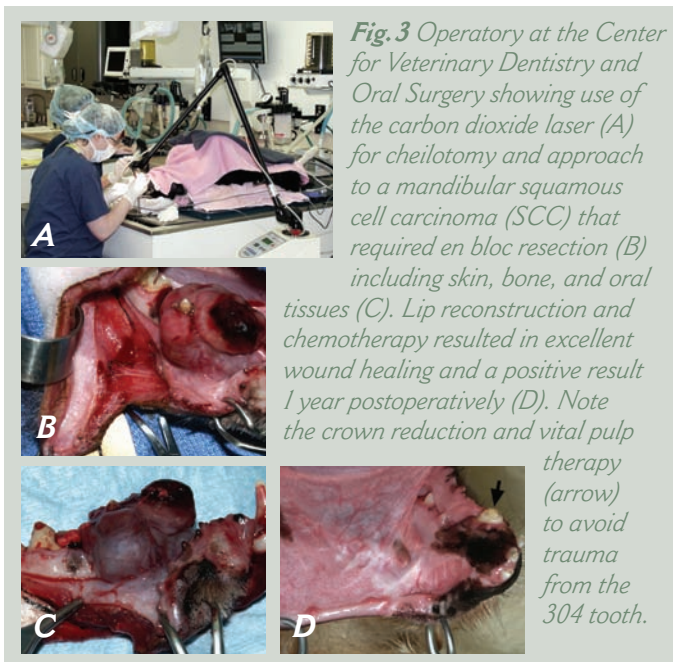 Fig. 3 Operatory at the Center
for Veterinary Dentistry and
Oral Surgery showing use of
the carbon dioxide laser (A)
for cheilotomy and approach
to a mandibular squamous
cell carcinoma (SCC) that
required en bloc resection (B)
including skin, bone, and oral
tissues (C). Lip reconstruction and
chemotherapy resulted in excellent
wound healing and a positive result
1 year postoperatively (D). Note
the crown reduction and vital pulp
therapy
(arrow)
to avoid
trauma
from the
304 tooth.
A
B
C
D